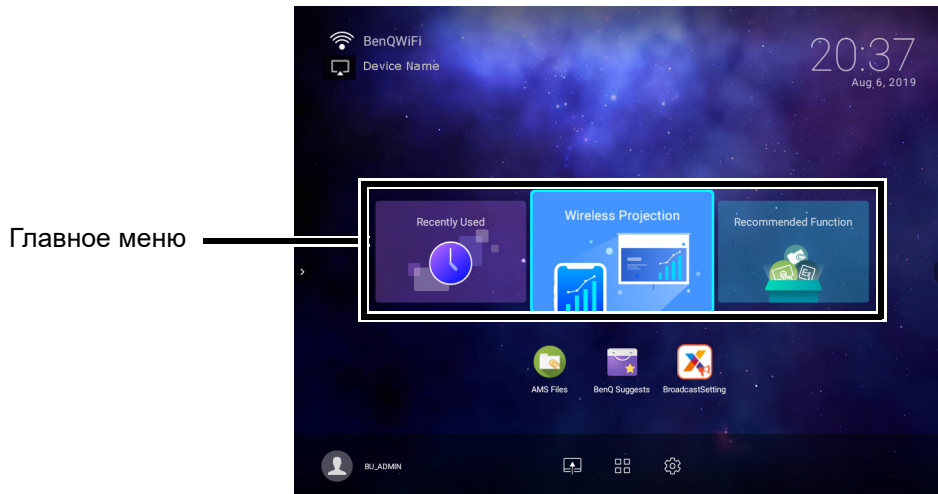 BenQWiFi
Device Name
20:37
Aug 6, 2019
Главное меню
Recently Used
Wireless Projection
Recommended Function
AMS Files
BenQ Suggests
BroadcastSetting
BU_ADMIN